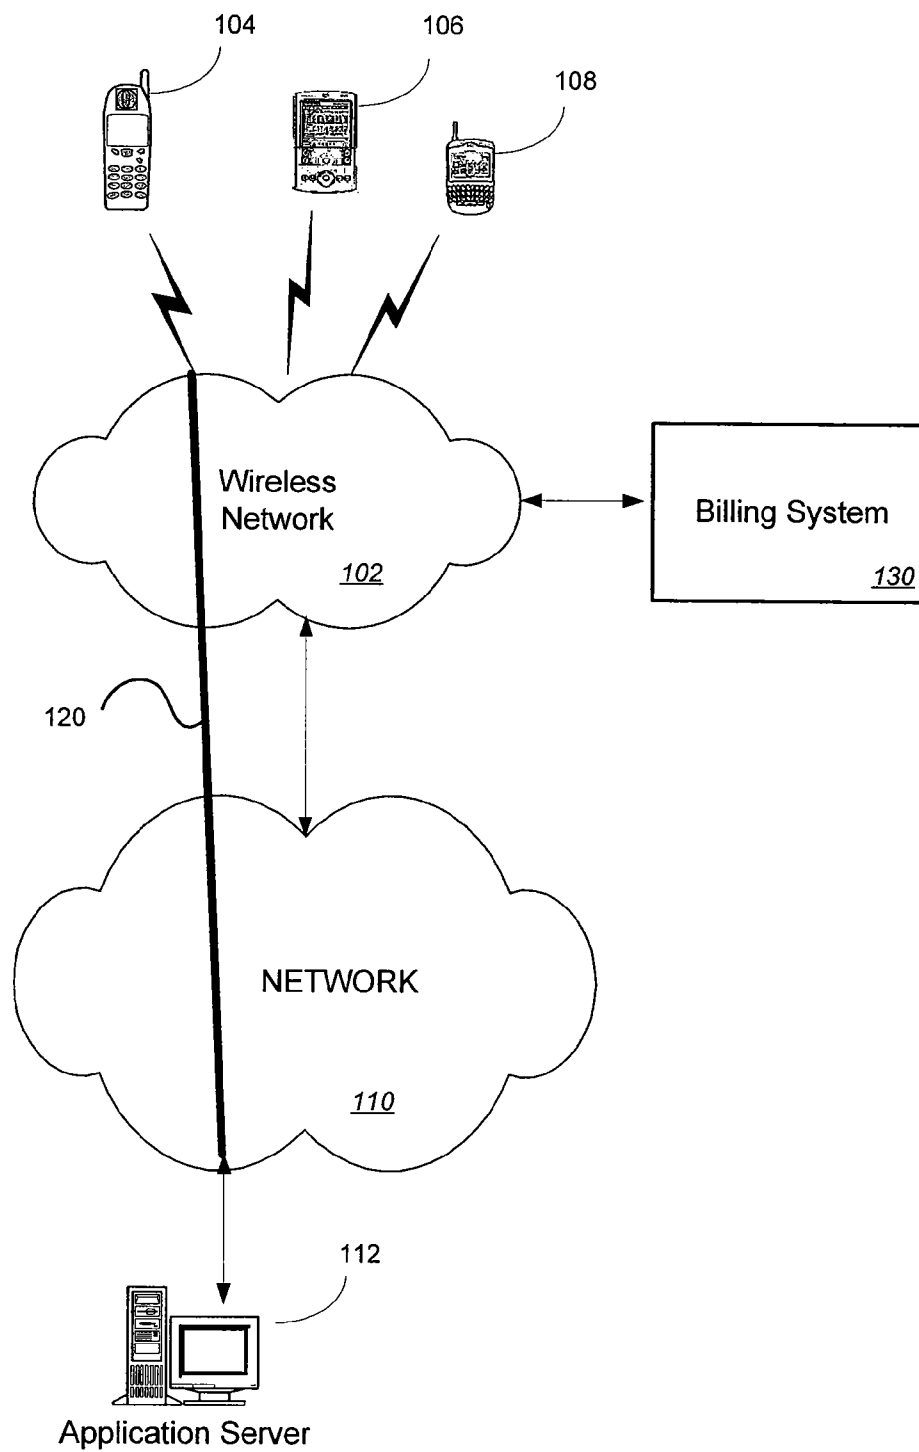 104
106
108
Wireless
Network
102
Billing System
130
120
NETWORK
110
112
Application Server